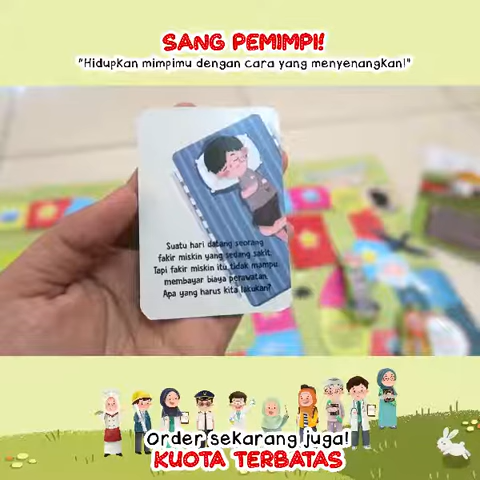 SANG PEMIMPI!
"Hidupkan mimpimu dengan cara yang menyenangkan!"
Suatu hari datang seorang
fakir miskin yang sedang sakit.
Tapi fakir miskin itu tidak mampu
membayar biaya perawatan.
Apa yang harus kita lakukan?
Order sekarang juga!
KUOTA TERBATAS